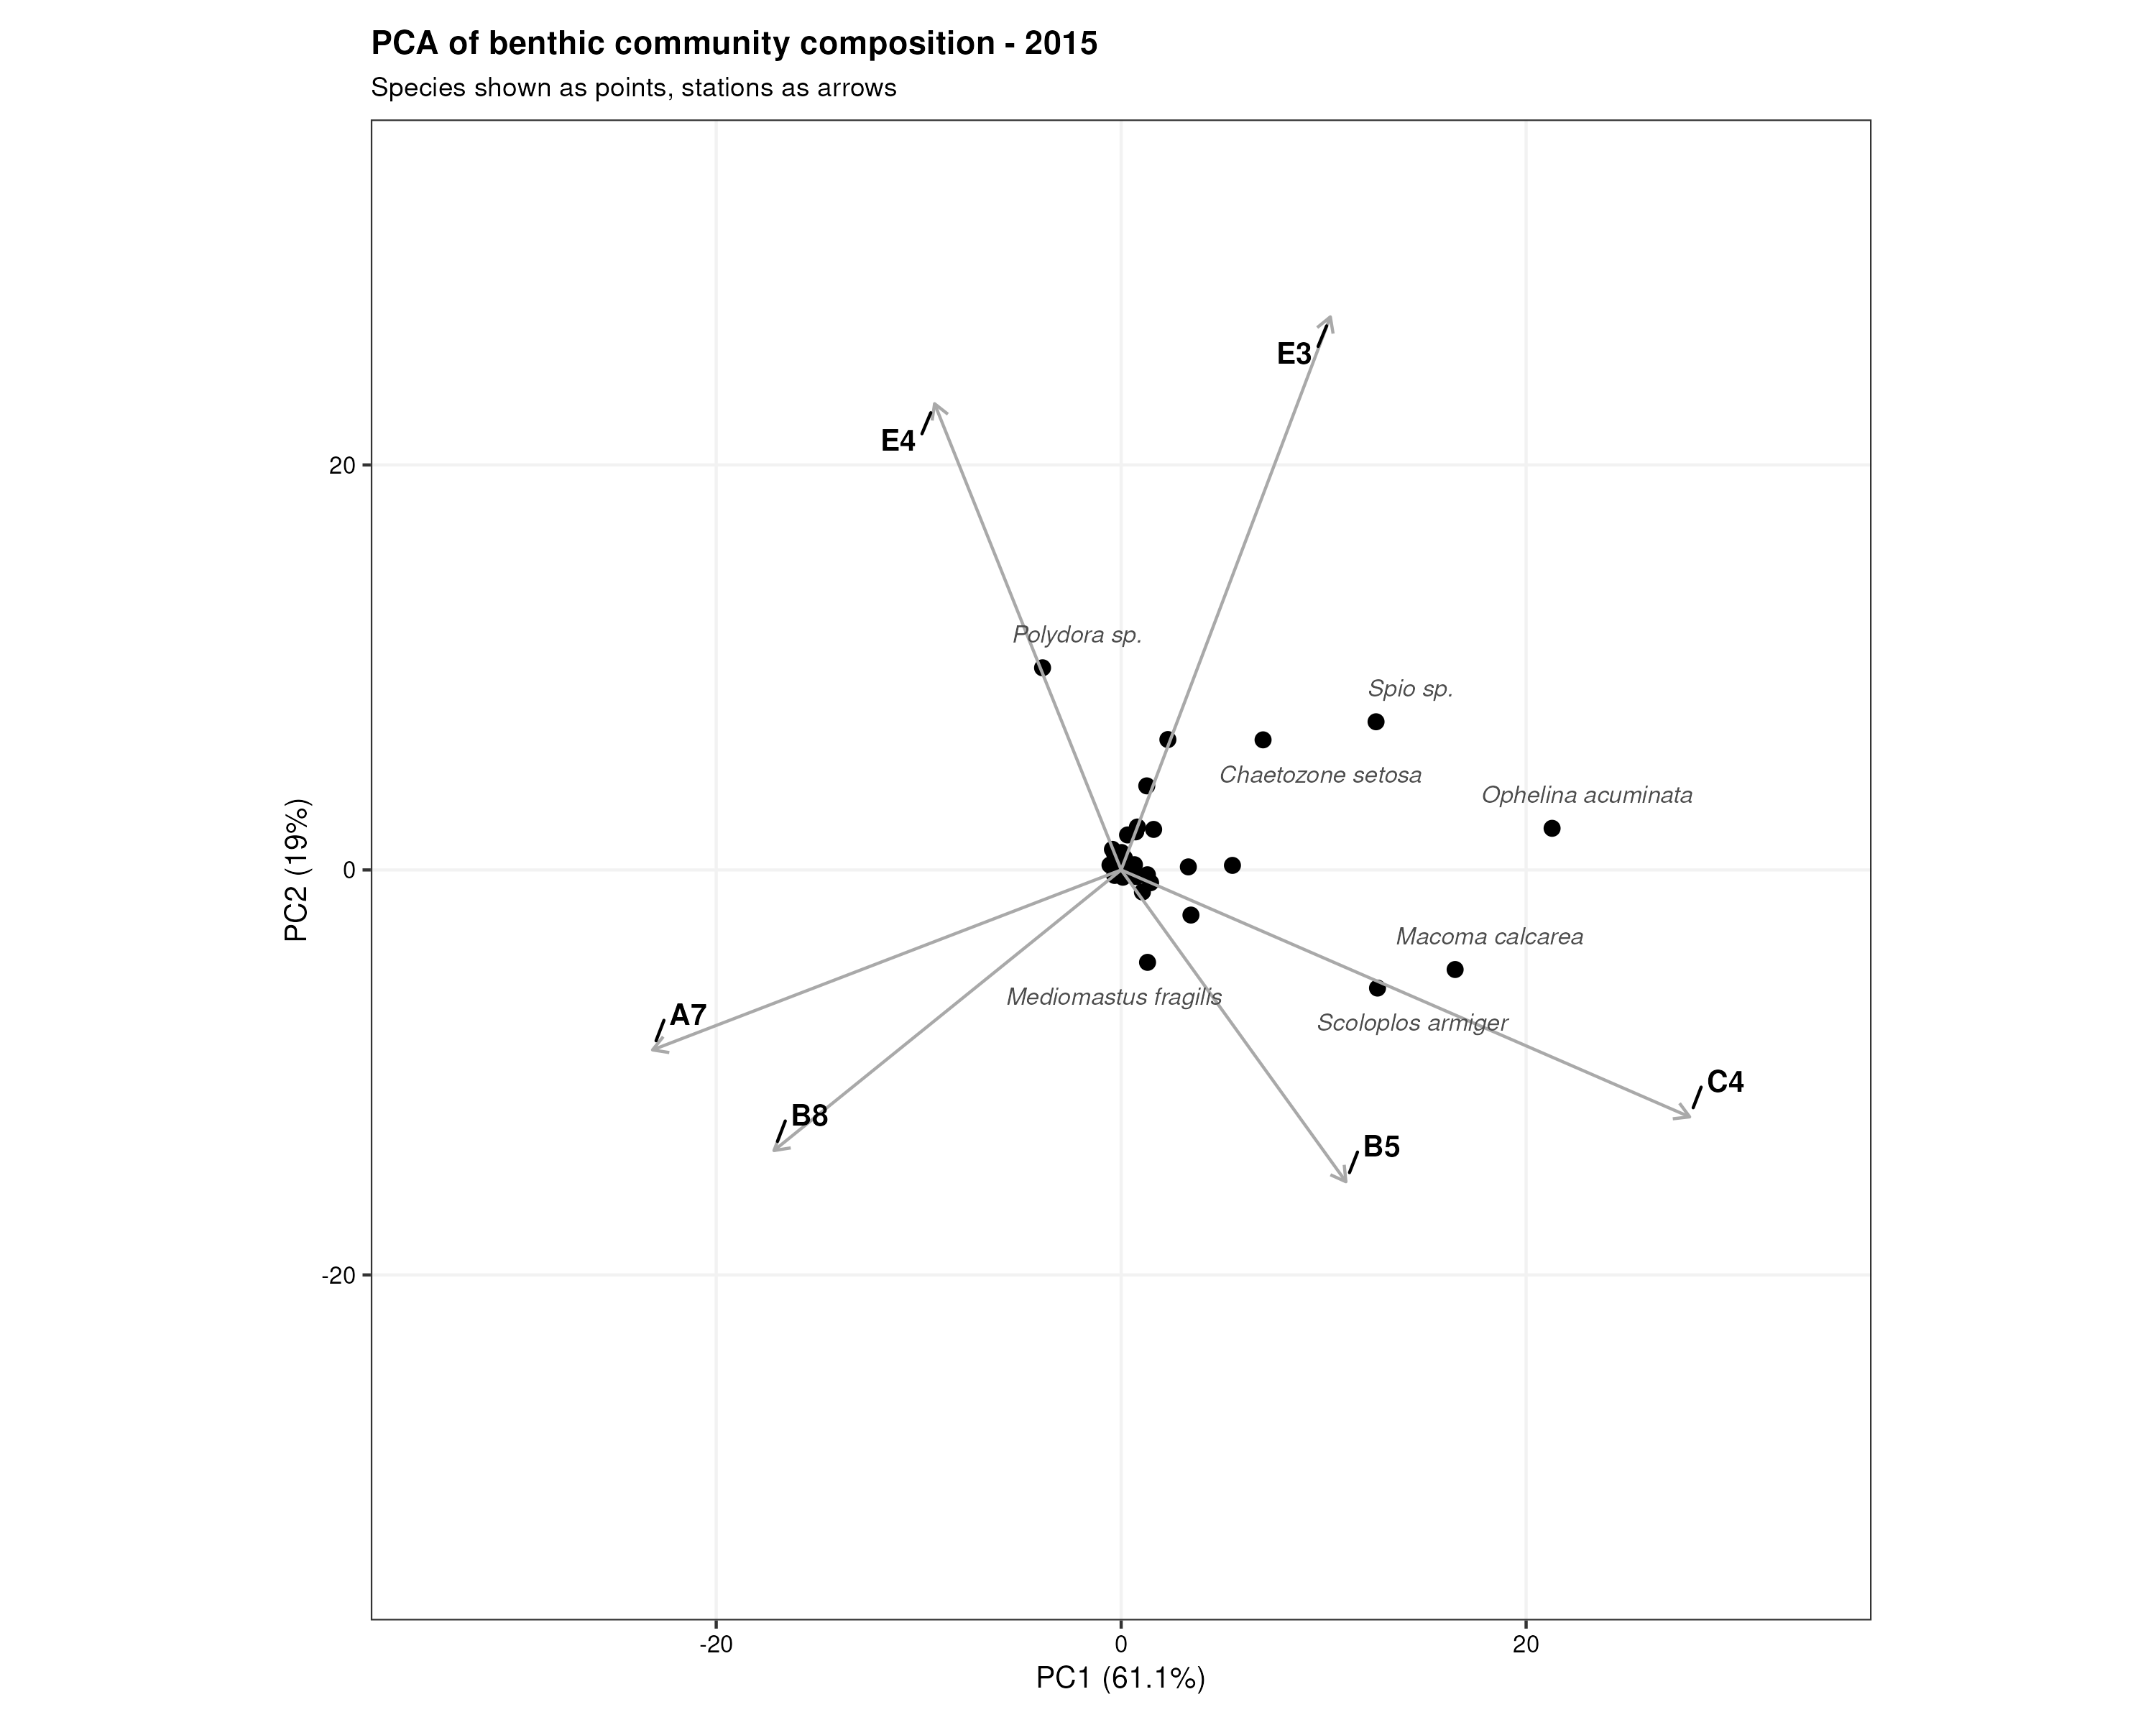 PCA of benthic community composition - 2015
Species shown as points, stations as arrows
E3
E4
20
Polydora sp.
Spio sp.
Chaetozone setosa
Ophelina acuminata
PC2 (19%)
0
Macoma calcarea
Mediomastus fragilis
Scoloplos armiger
A7
C4
B8
B5
-20
-20
0
20
PC1 (61.1%)